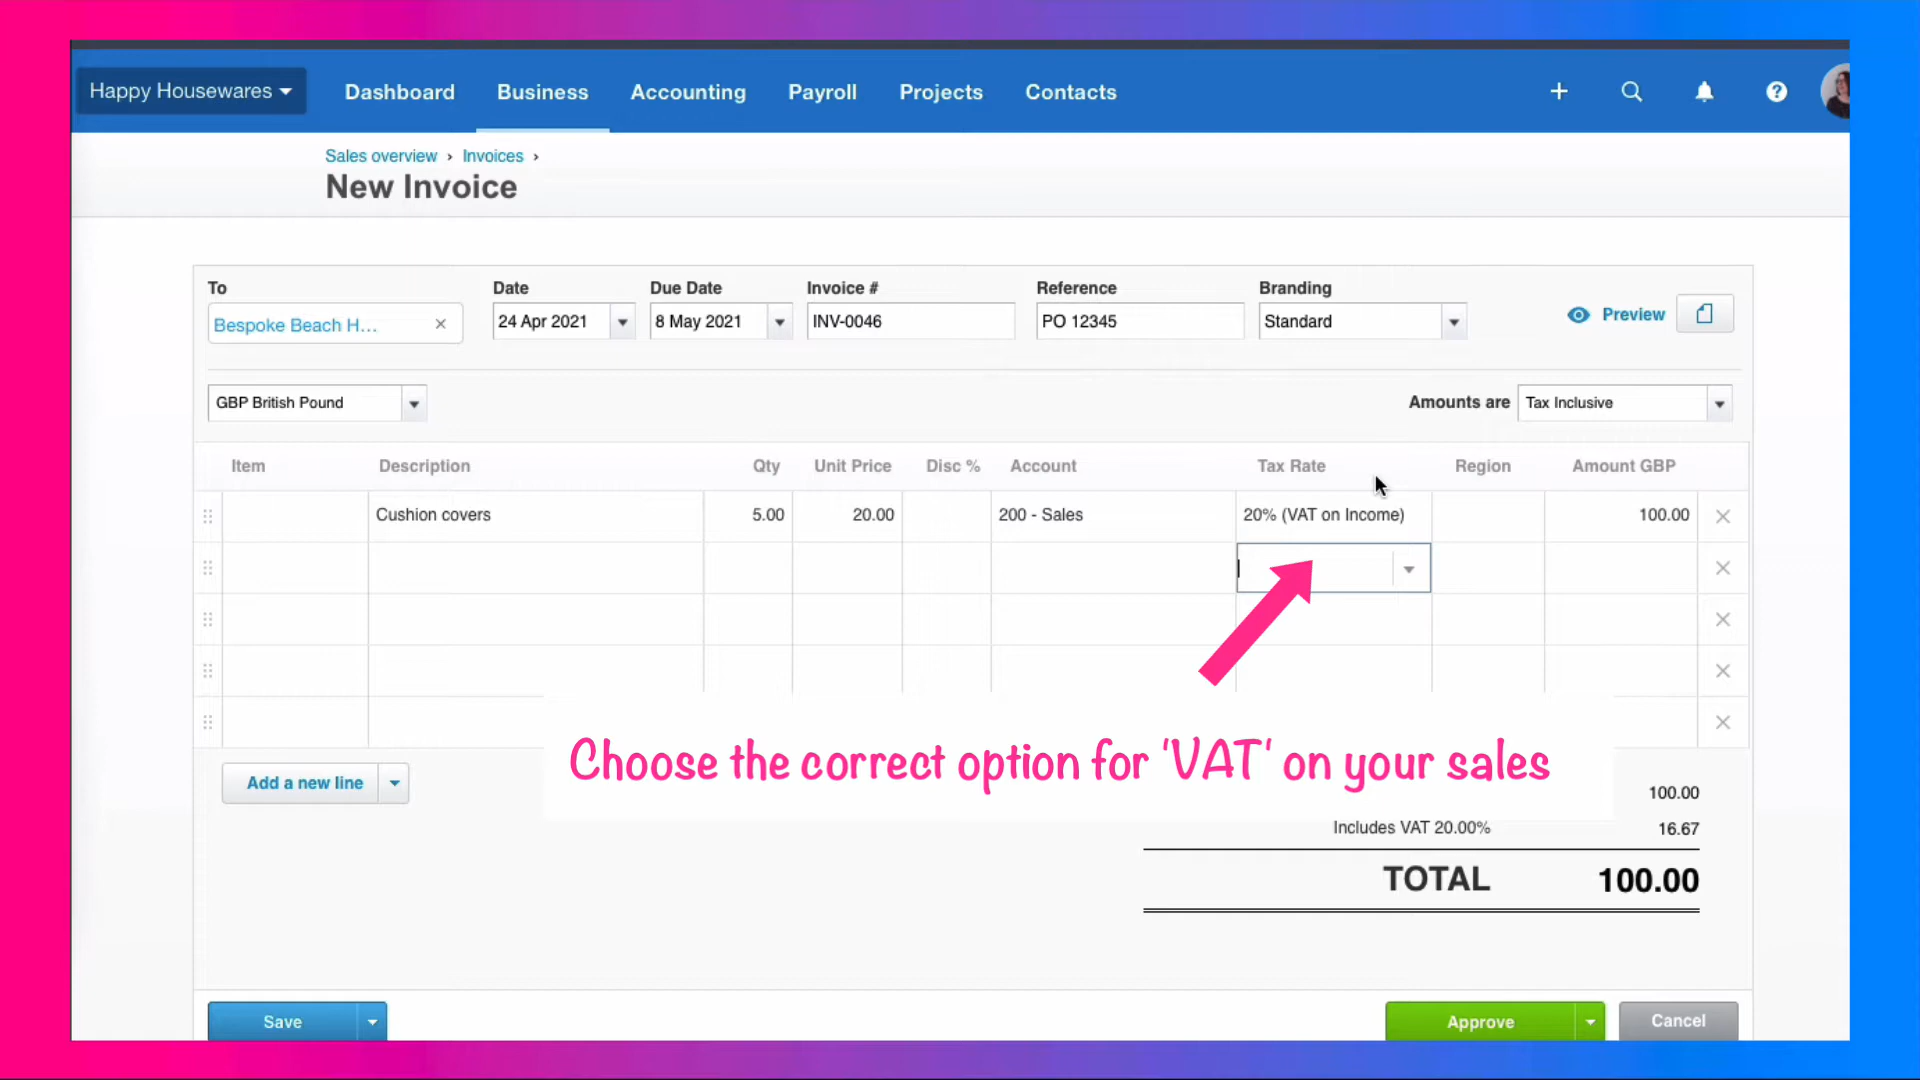 Happy Housewares Dashboard Business Accounting Payroll Projects Contacts
Sales overview › Invoices ›
New Invoice
To Date Due Date Invoice # Reference Branding
Bespoke Beach H... 24 Apr 2021 8 May 2021 INV-0046 PO 12345 Standard Preview
GBP British Pound Amounts are Tax Inclusive
Item Description Qty Unit Price Disc % Account Tax Rate Region Amount GBP
Cushion covers 5.00 20.00 200 - Sales 20% (VAT on Income) 100.00
Choose the correct option for 'VAT' on your sales
Add a new line
100.00
Includes VAT 20.00% 16.67
TOTAL 100.00
Save Approve Cancel